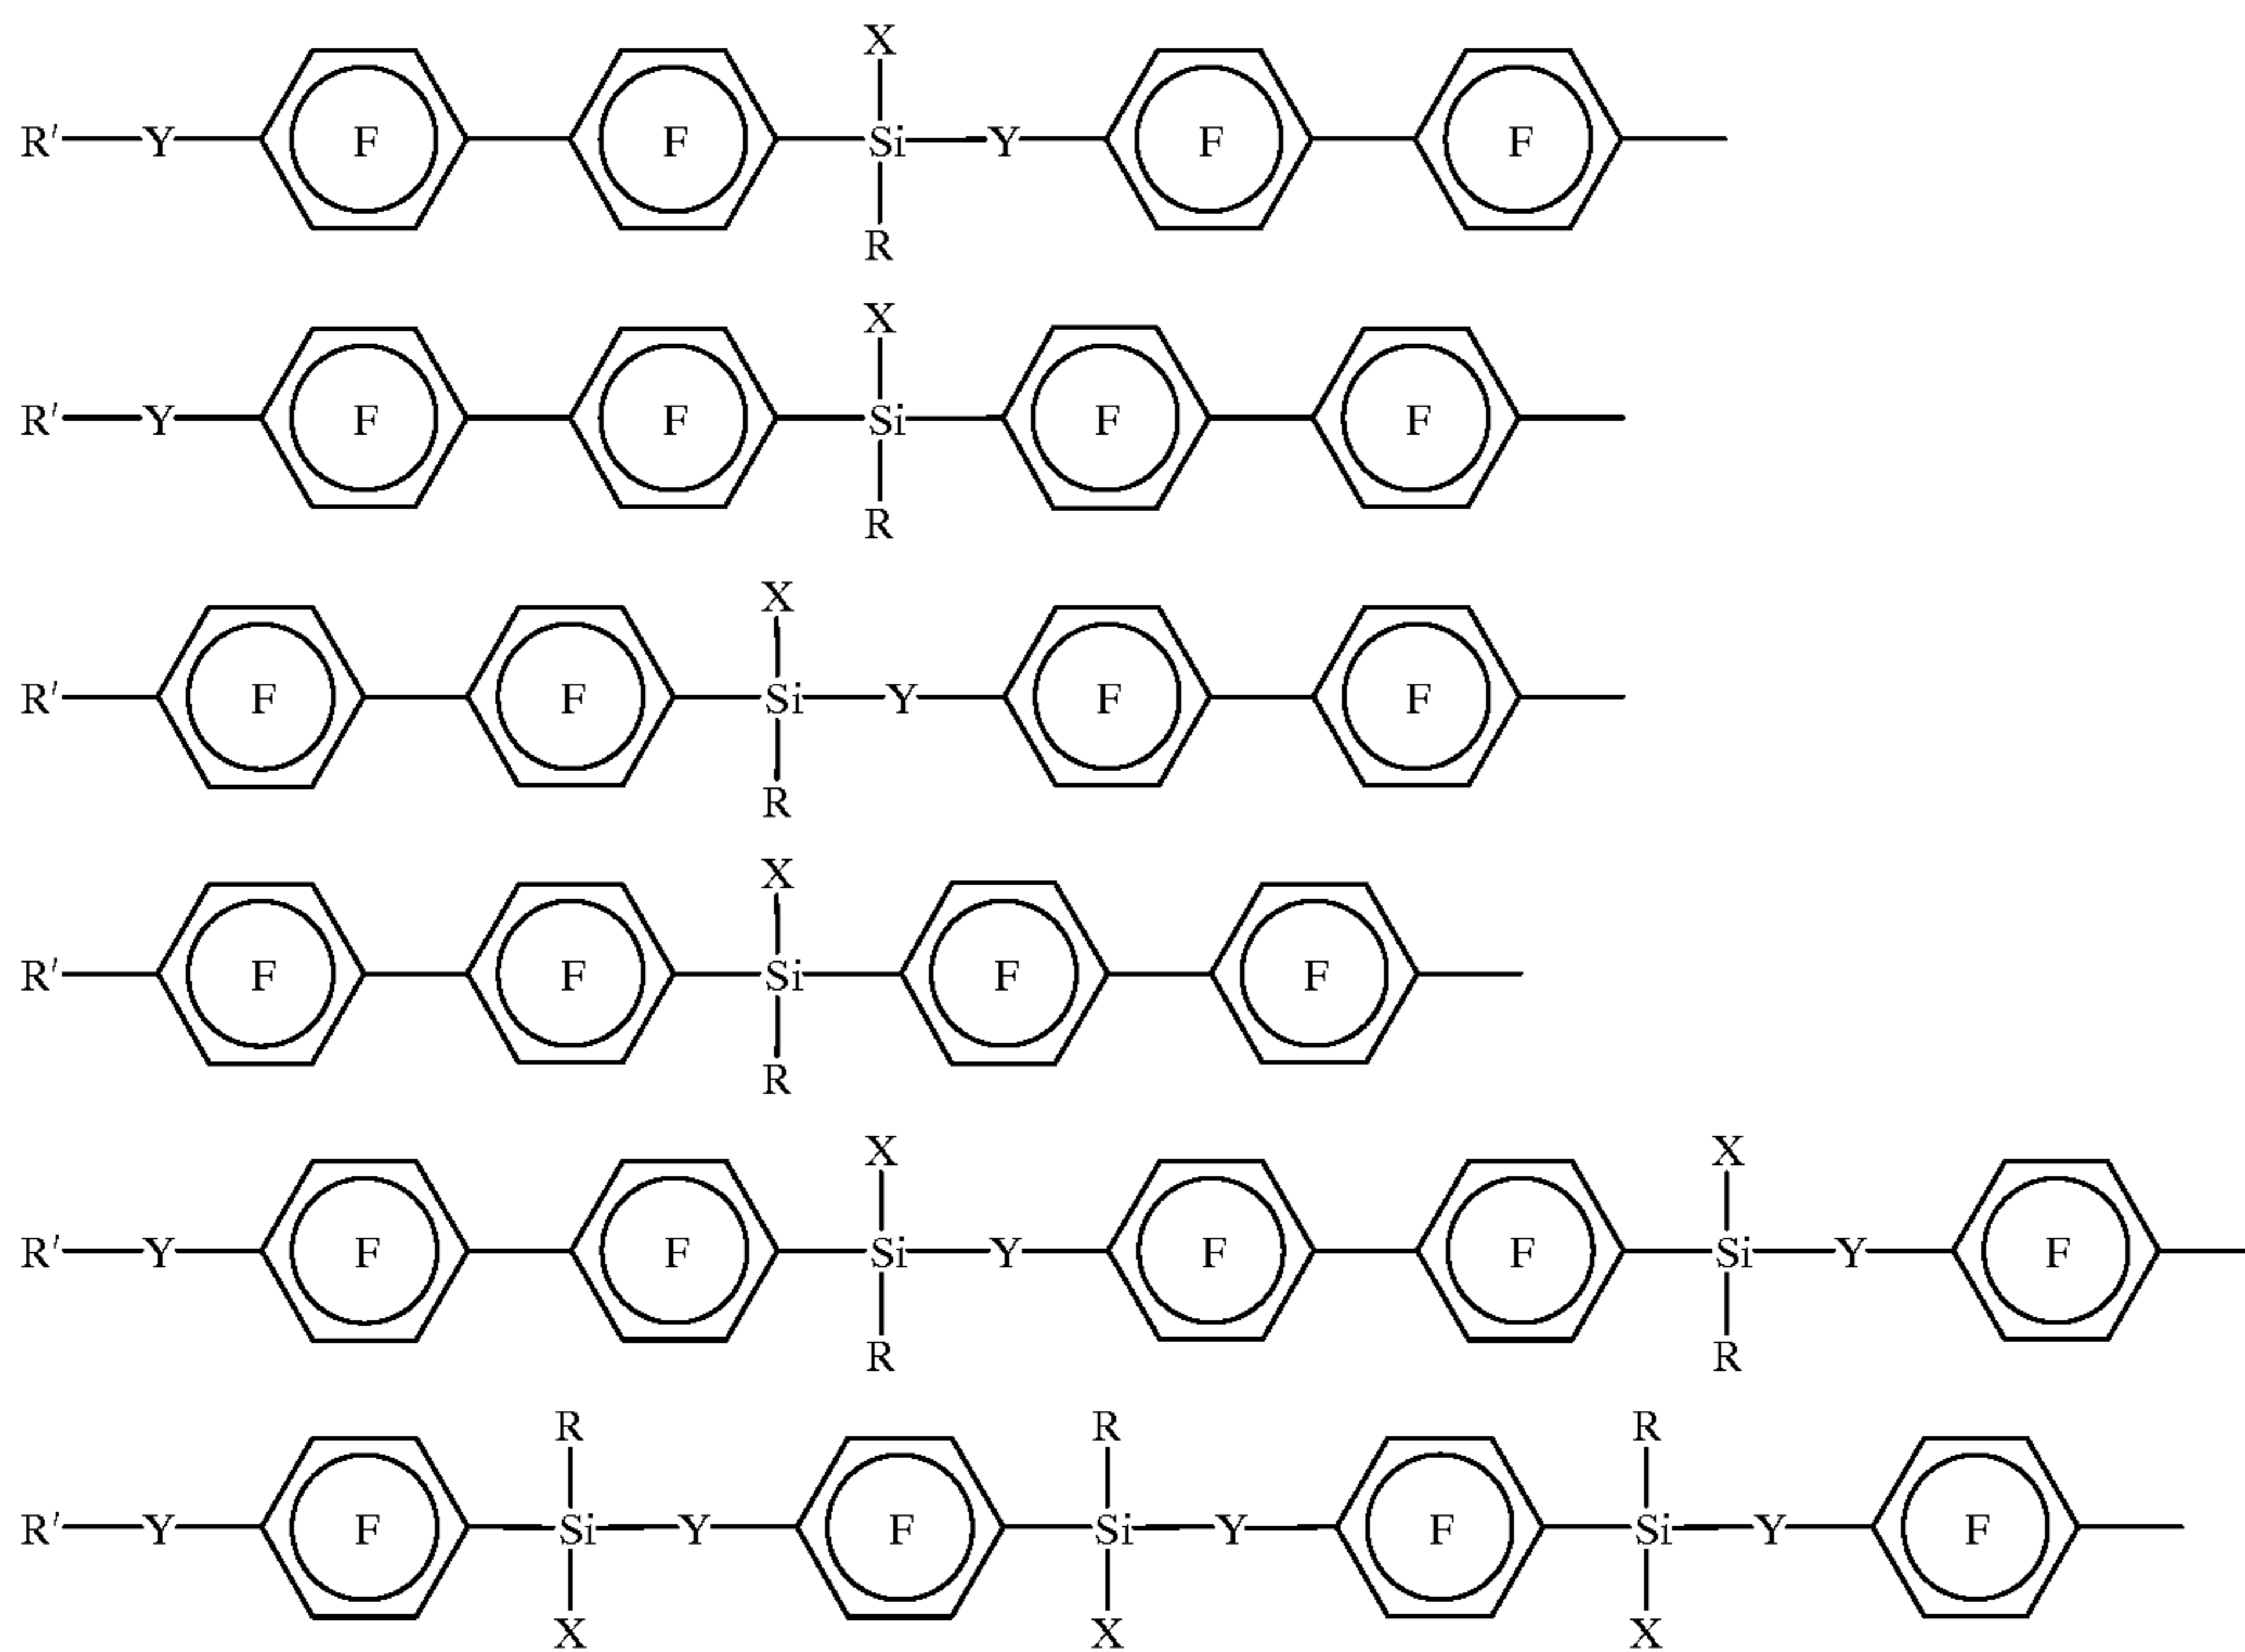 X
R′ Y F F Si Y F F
R
X
R′ Y F F Si F F
R
X
R′ F F Si Y F F
R
X
R′ F F Si F F
R
X X
R′ Y F F Si Y F F Si Y F
R R
R R R
R′ Y F Si Y F Si Y F Si Y F
X X X